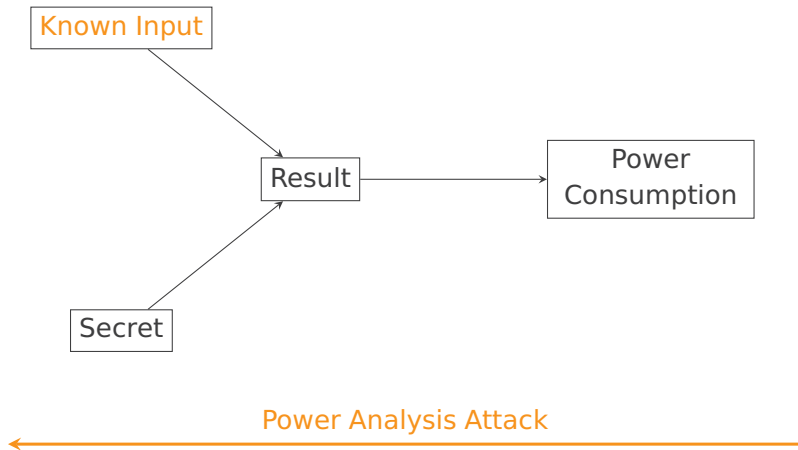 Known Input
Result
Power
Consumption
Secret
Power Analysis Attack